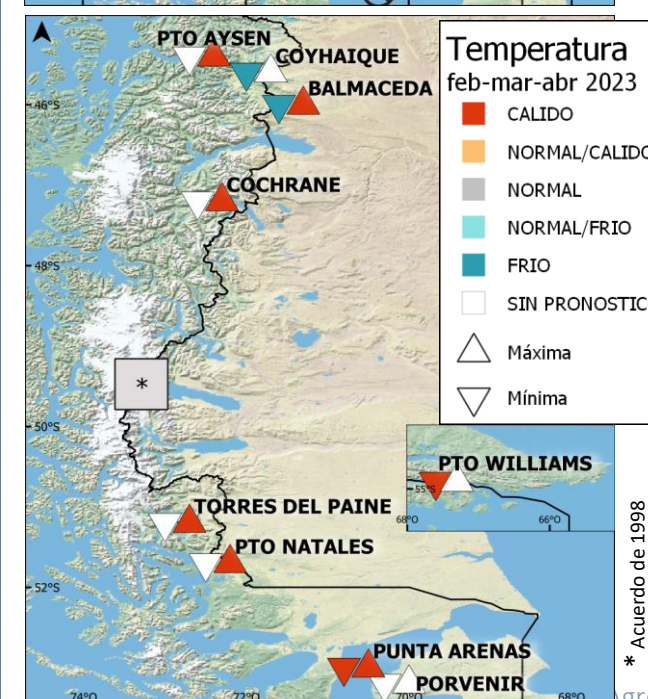 PTO AYSEN
COYHAIQUE
BALMACEDA
46°S
COCHRANE
48°S
*
50°S
TORRES DEL PAINE
PTO NATALES
52°S
PUNTA ARENAS
PORVENIR
74°O
72°O
70°O
68°O
Temperatura
feb-mar-abr 2023
CALIDO
NORMAL/CALIDO
NORMAL
NORMAL/FRIO
FRIO
SIN PRONOSTIC
Máxima
Mínima
PTO WILLIAMS
55°S
68°O
66°O
* Acuerdo de 1998